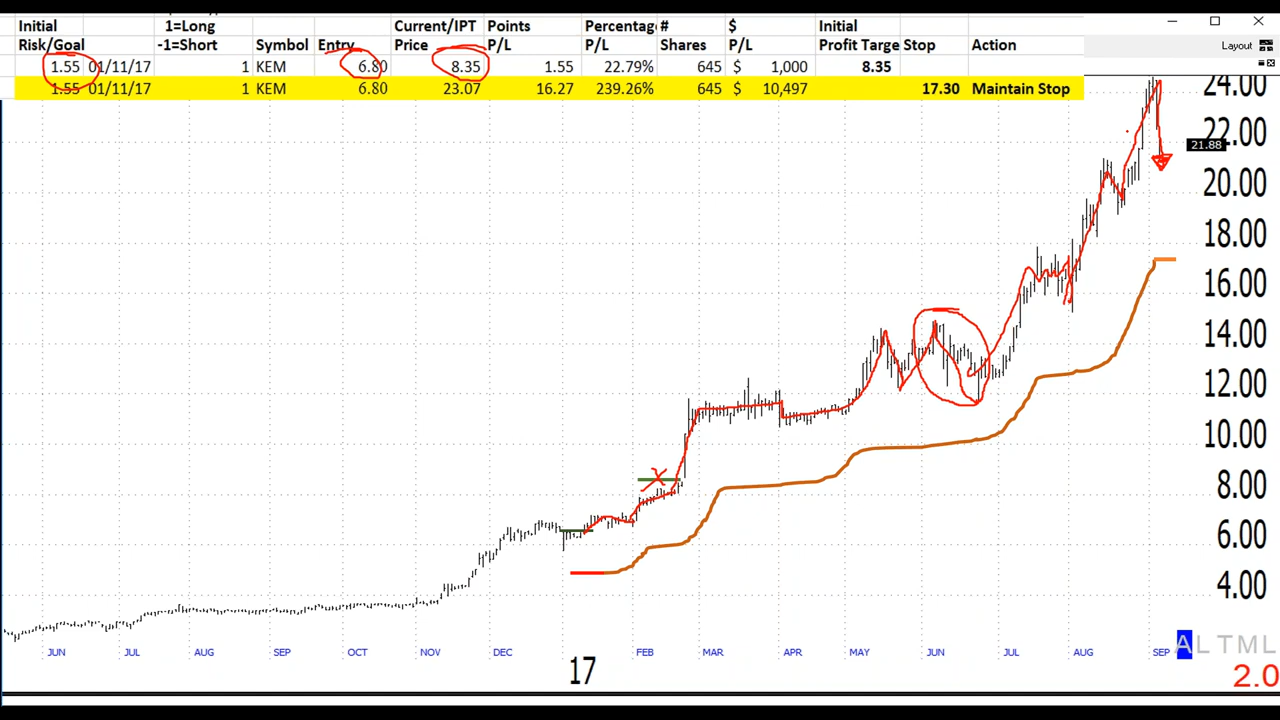 Initial 1=Long Current/IPT Points Percentag # $ Initial
Risk/Goal -1=Short Symbol Entry Price P/L P/L Shares P/L Profit Targe Stop Action
1.55 01/11/17 1 KEM 6.80 8.35 1.55 22.79% 645 $ 1,000 8.35
1.55 01/11/17 1 KEM 6.80 23.07 16.27 239.26% 645 $ 10,497 17.30 Maintain Stop
Layout
24.00
22.00
21.88
20.00
18.00
16.00
14.00
12.00
10.00
8.00
6.00
4.00
JUN JUL AUG SEP OCT NOV DEC FEB MAR APR MAY JUN JUL AUG SEP
17
ALTML
2.0